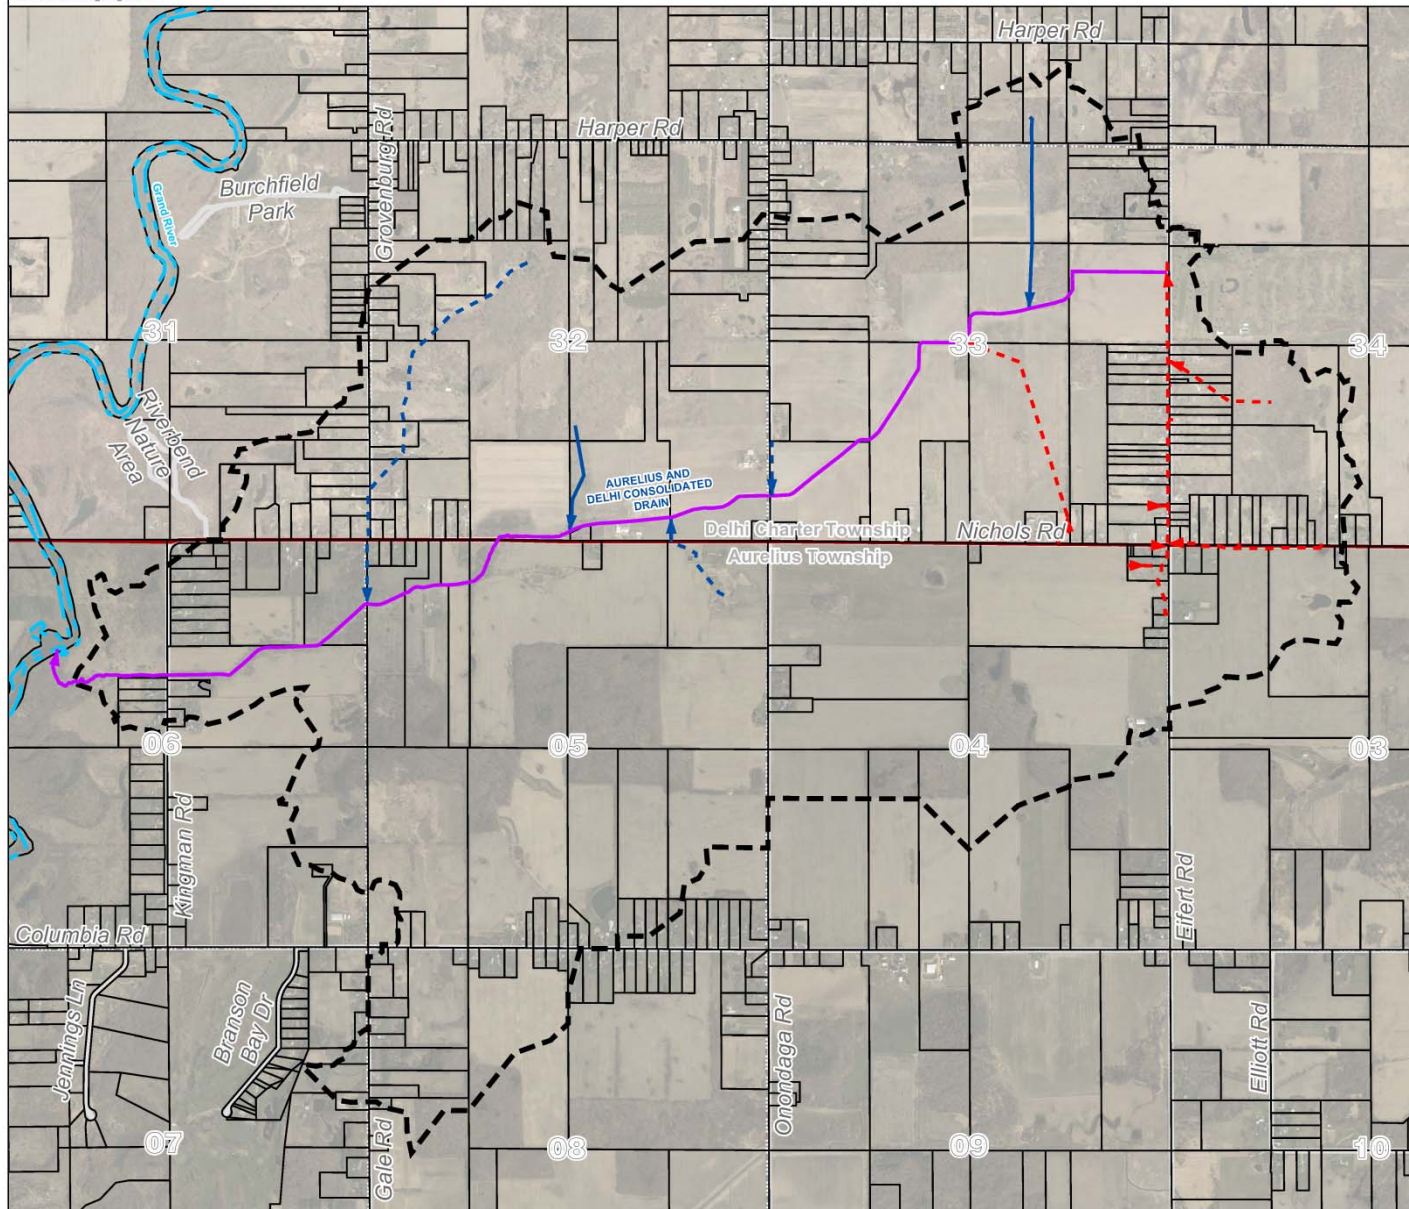 Harper Rd
Harper Rd
Grovenburg Rd
Burchfield
Park
Grand River
31
32
33
34
Riverbend
Nature
Area
AURELIUS AND
DELHI CONSOLIDATED
DRAIN
Delhi Charter Township
Nichols Rd
Aurelius Township
06
05
04
03
Kingman Rd
Eifert Rd
Columbia Rd
Jennings Ln
Branson
Bay Dr
Onondaga Rd
Elliott Rd
Gale Rd
07
08
09
10